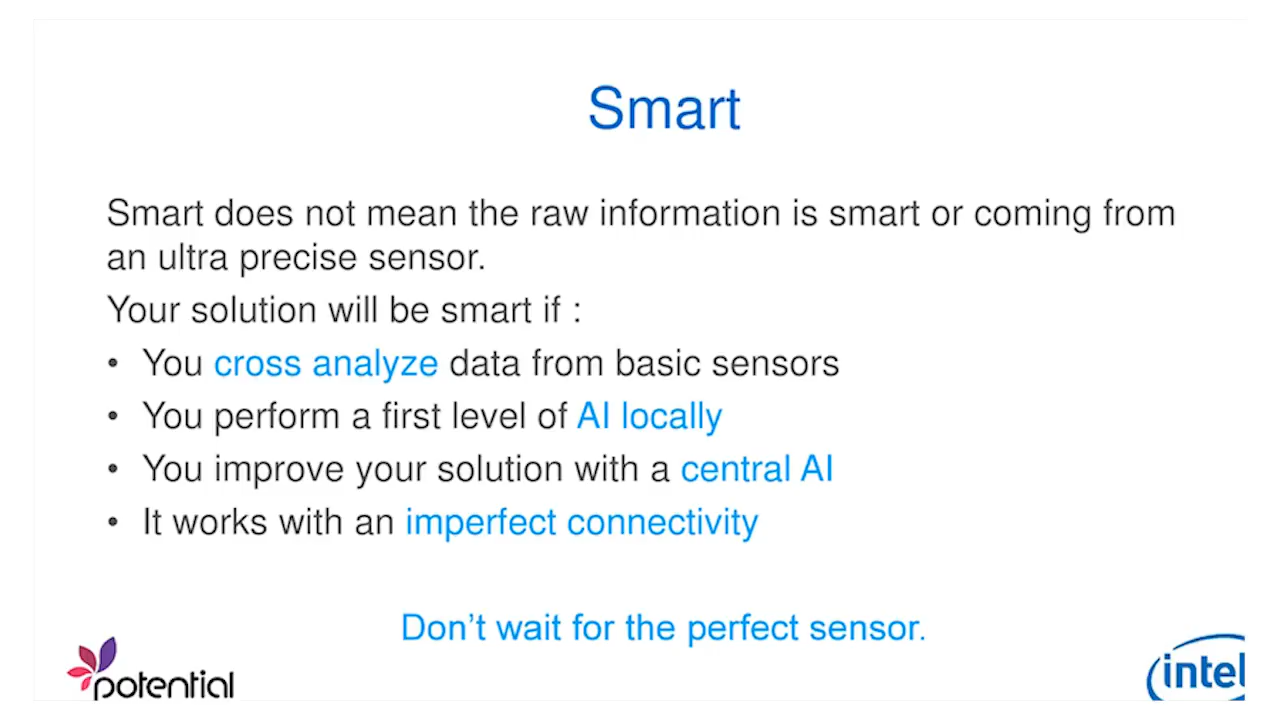 Smart
Smart does not mean the raw information is smart or coming from
an ultra precise sensor.
Your solution will be smart if :
• You cross analyze data from basic sensors
• You perform a first level of AI locally
• You improve your solution with a central AI
• It works with an imperfect connectivity
Don't wait for the perfect sensor.
potential
intel